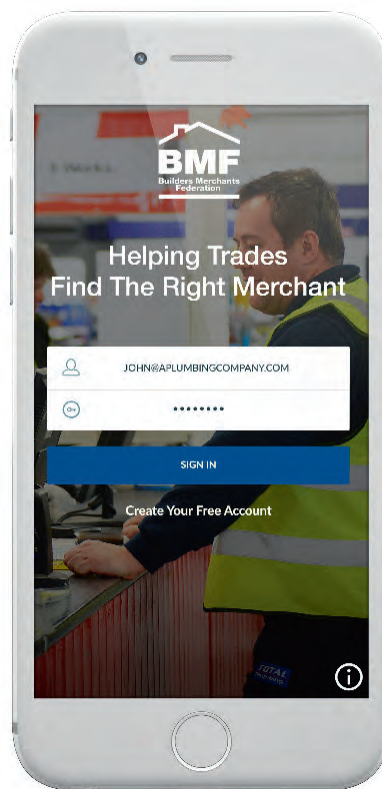 BMF
Builders Merchants
Federation
Helping Trades
Find The Right Merchant
JOHN@APLUMBINGCOMPANY.COM
••••••••
SIGN IN
Create Your Free Account
TOTAL